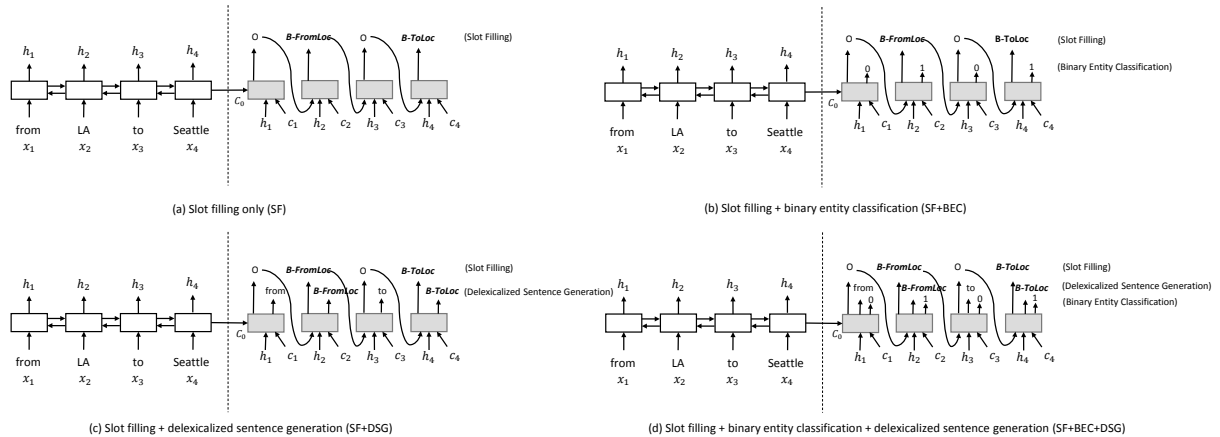 h₁ h₂ h₃ h₄ O B-FromLoc O B-ToLoc (Slot Filling)
C₀
h₁ c₁ h₂ c₂ h₃ c₃ h₄ c₄
from LA to Seattle
x₁ x₂ x₃ x₄
(a) Slot filling only (SF)
h₁ h₂ h₃ h₄ O B-FromLoc O B-ToLoc (Slot Filling)
0 1 0 1 (Binary Entity Classification)
C₀
h₁ c₁ h₂ c₂ h₃ c₃ h₄ c₄
from LA to Seattle
x₁ x₂ x₃ x₄
(b) Slot filling + binary entity classification (SF+BEC)
h₁ h₂ h₃ h₄ O B-FromLoc O B-ToLoc (Slot Filling)
from B-FromLoc to B-ToLoc (Delexicalized Sentence Generation)
C₀
h₁ c₁ h₂ c₂ h₃ c₃ h₄ c₄
from LA to Seattle
x₁ x₂ x₃ x₄
(c) Slot filling + delexicalized sentence generation (SF+DSG)
h₁ h₂ h₃ h₄ O B-FromLoc O B-ToLoc (Slot Filling)
from B-FromLoc to B-ToLoc (Delexicalized Sentence Generation)
0 1 0 1 (Binary Entity Classification)
C₀
h₁ c₁ h₂ c₂ h₃ c₃ h₄ c₄
from LA to Seattle
x₁ x₂ x₃ x₄
(d) Slot filling + binary entity classification + delexicalized sentence generation (SF+BEC+DSG)